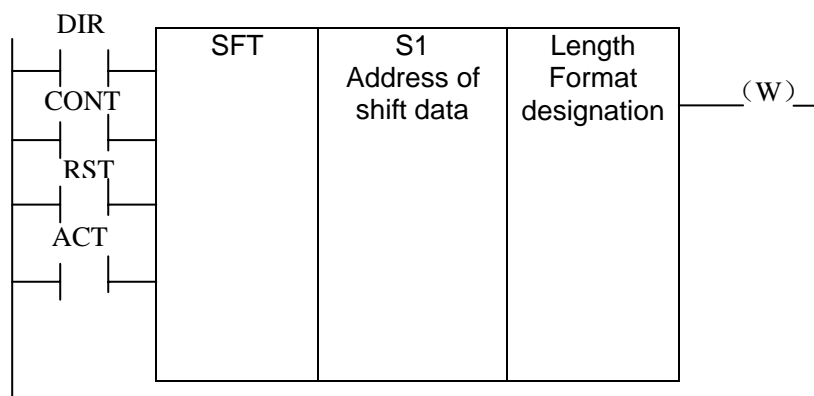 DIR
CONT
RST
ACT
SFT
S1
Address of
shift data
Length
Format
designation
（W）